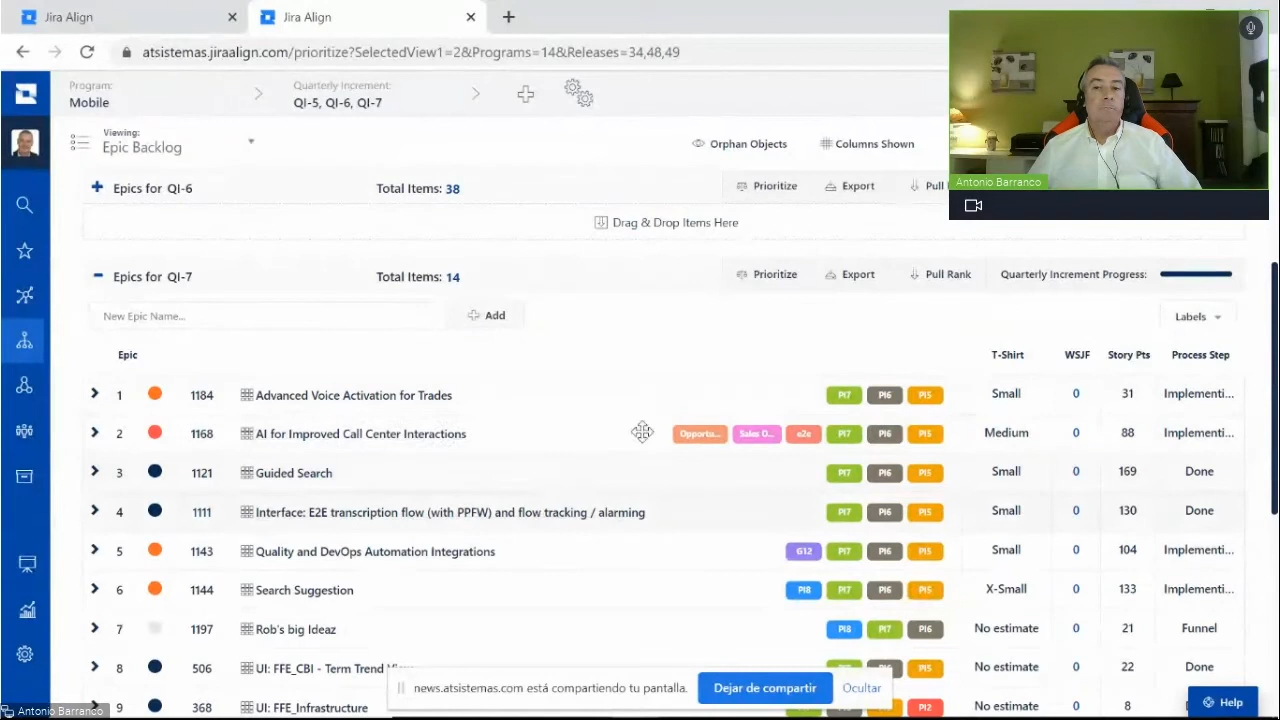 Jira Align
Jira Align
atsistemas.jiraalign.com/prioritize?SelectedView1=2&Programs=14&Releases=34,48,49
Program:
Mobile
Quarterly Increment:
QI-5, QI-6, QI-7
Viewing:
Epic Backlog
Orphan Objects
Columns Shown
Antonio Barranco
Epics for QI-6
Total Items: 38
Prioritize
Export
Pull
Drag & Drop Items Here
Epics for QI-7
Total Items: 14
Prioritize
Export
Pull Rank
Quarterly Increment Progress:
New Epic Name...
Add
Labels
Epic T-Shirt WSJF Story Pts Process Step
1 1184 Advanced Voice Activation for Trades PI7 PI6 PI5 Small 0 31 Implementi...
2 1168 AI for Improved Call Center Interactions Opportu... Sales O... e2e PI7 PI6 PI5 Medium 0 88 Implementi...
3 1121 Guided Search PI7 PI6 PI5 Small 0 169 Done
4 1111 Interface: E2E transcription flow (with PPFW) and flow tracking / alarming PI7 PI6 PI5 Small 0 130 Done
5 1143 Quality and DevOps Automation Integrations G12 PI7 PI6 PI5 Small 0 104 Implementi...
6 1144 Search Suggestion PI8 PI7 PI6 PI5 X-Small 0 133 Implementi...
7 1197 Rob's big Ideaz PI8 PI7 PI6 No estimate 0 21 Funnel
8 506 UI: FFE_CBI - Term Trend PI6 PI5 No estimate 0 22 Done
9 368 UI: FFE_Infrastructure PI2 No estimate 0 8
news.atsistemas.com está compartiendo tu pantalla.
Dejar de compartir
Ocultar
Help
Antonio Barranco